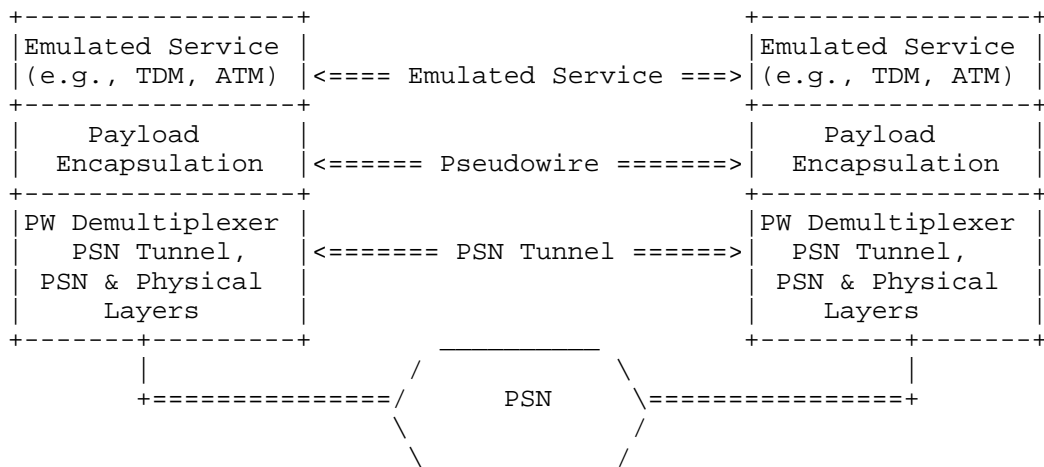 Emulated Service <==== Emulated Service ===> Emulated Service
(e.g., TDM, ATM) (e.g., TDM, ATM)
Payload Payload
Encapsulation <====== Pseudowire =======> Encapsulation
PW Demultiplexer PW Demultiplexer
PSN Tunnel, <======= PSN Tunnel ======> PSN Tunnel,
PSN & Physical PSN & Physical
Layers Layers
PSN